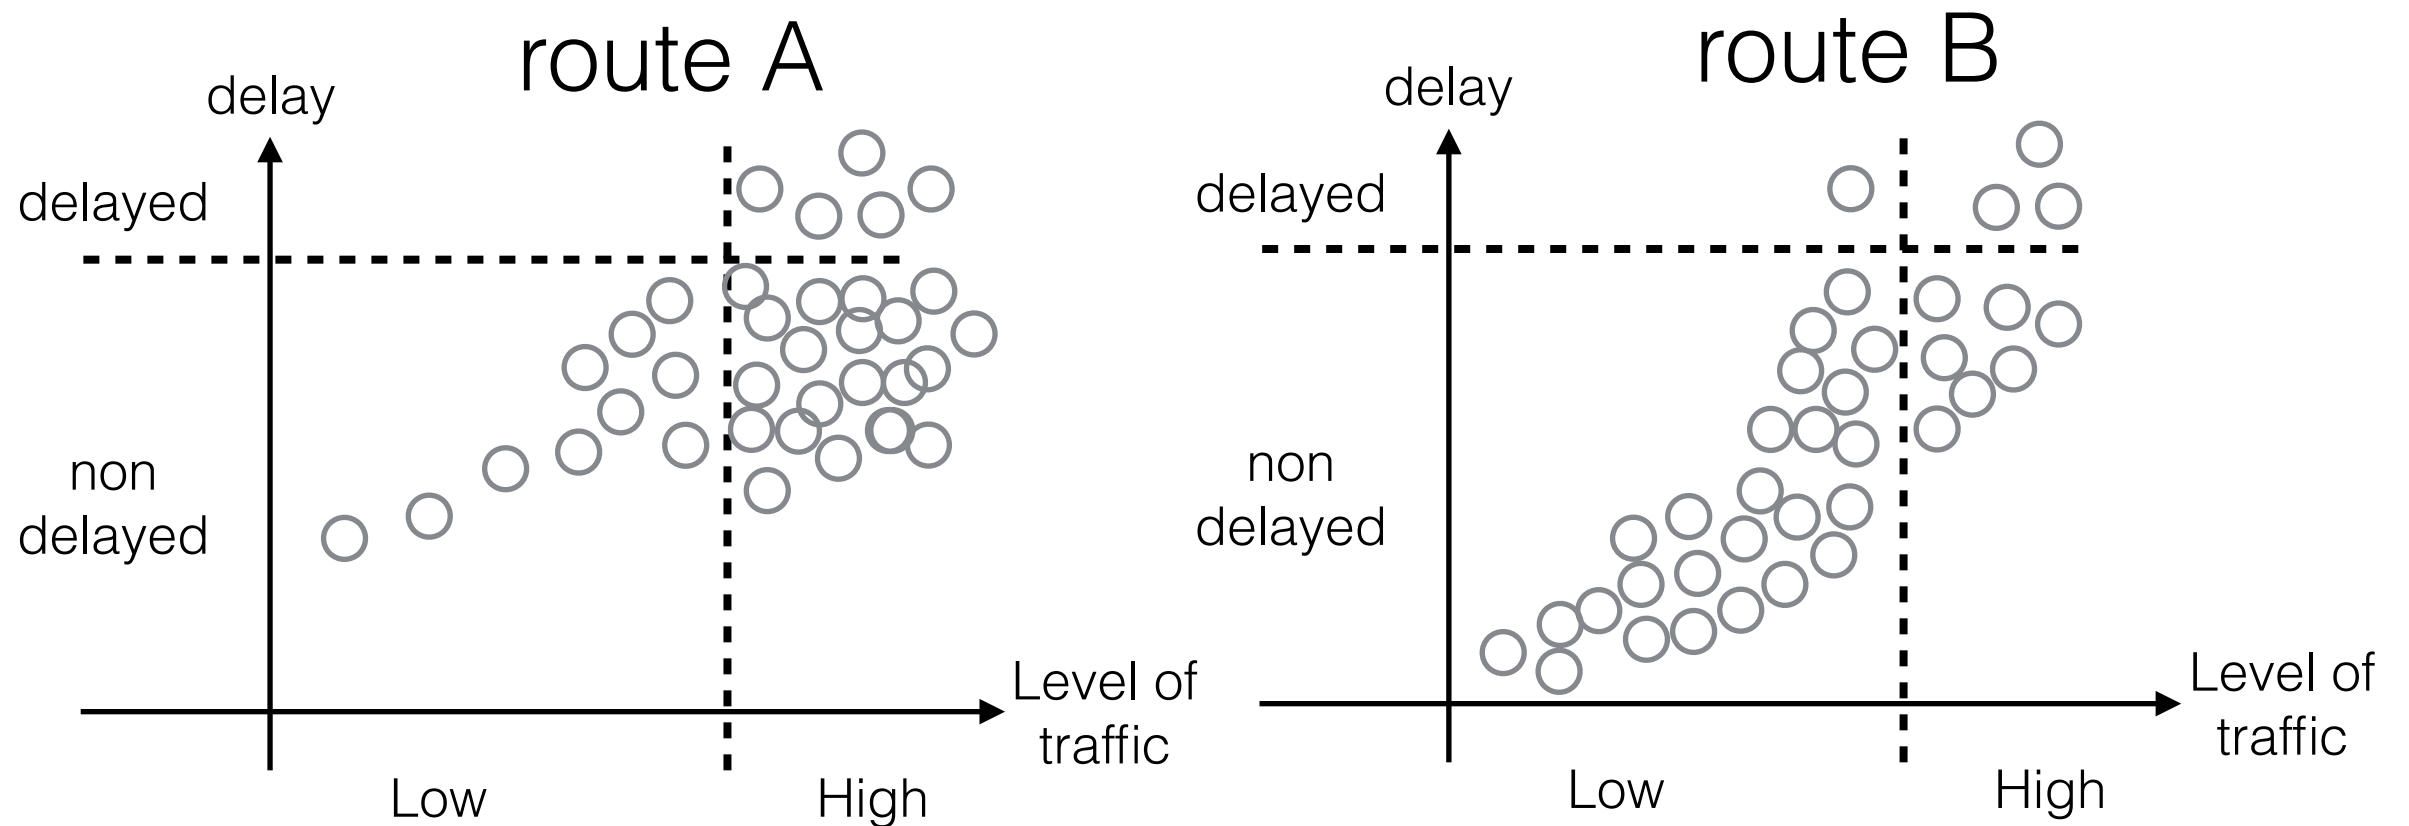 route A
delay
delayed
non
delayed
Level of
traffic
Low
High
route B
delay
delayed
non
delayed
Level of
traffic
Low
High